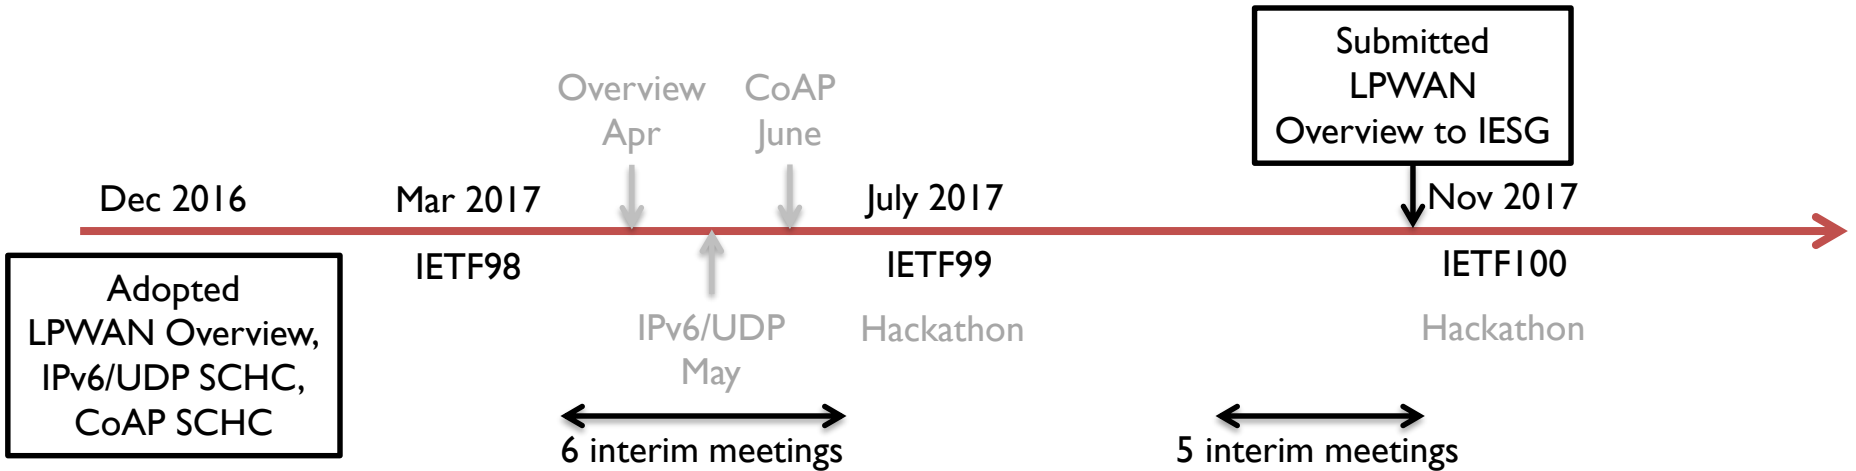 Submitted
LPWAN
Overview to IESG
Overview
Apr
CoAP
June
Dec 2016
Mar 2017
July 2017
Nov 2017
IETF98
IETF99
IETF100
Adopted
LPWAN Overview,
IPv6/UDP SCHC,
CoAP SCHC
IPv6/UDP
May
Hackathon
Hackathon
6 interim meetings
5 interim meetings